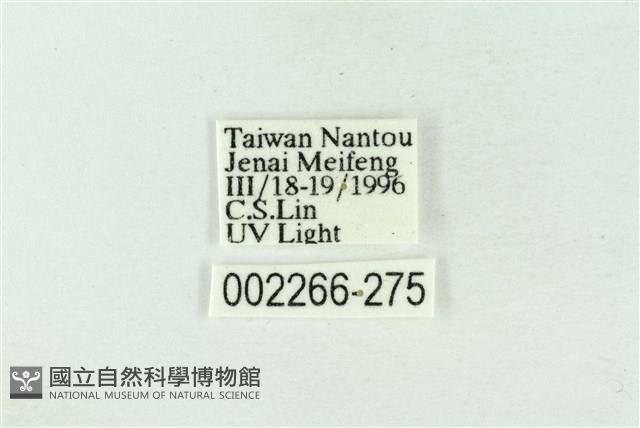 Taiwan Nantou
Jenai Meifeng
III/18-19/1996
C.S.Lin
UV Light
002266-275
國立自然科學博物館
NATIONAL MUSEUM OF NATURAL SCIENCE